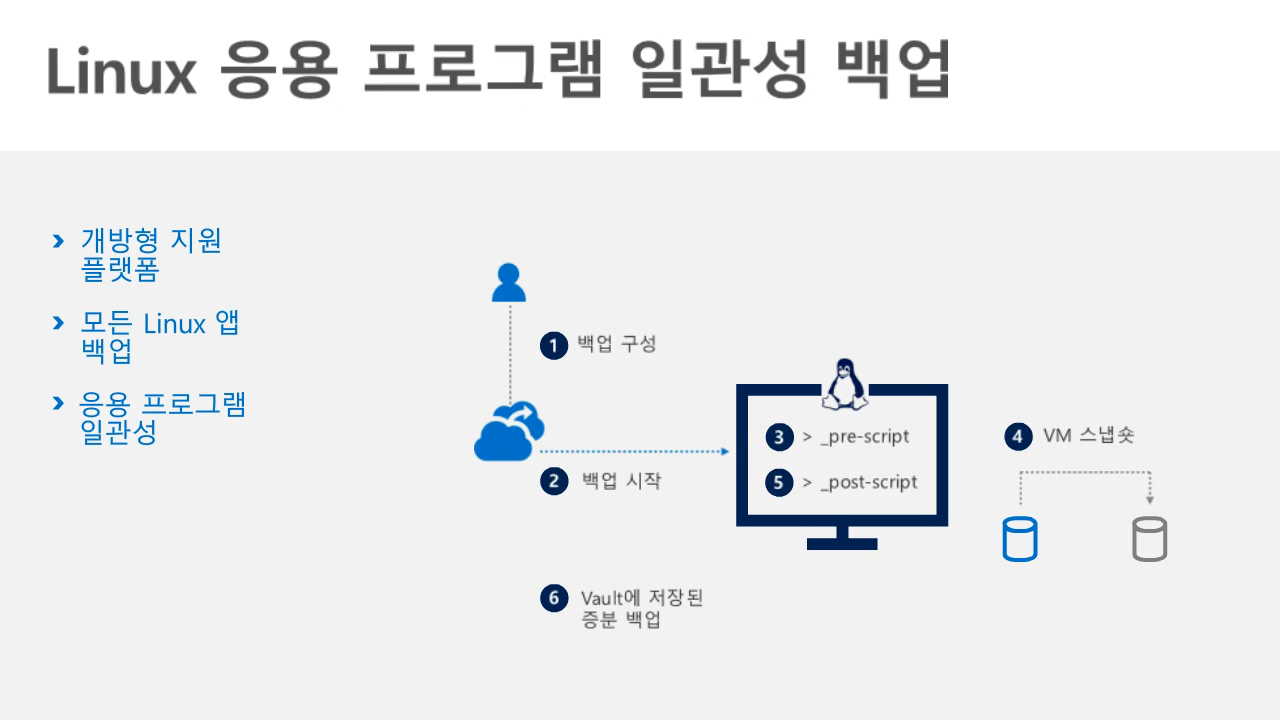 Linux 응용 프로그램 일관성 백업
개방형 지원
플랫폼
모든 Linux 앱
백업
응용 프로그램
일관성
1 백업 구성
2 백업 시작
3 > _pre-script
5 > _post-script
4 VM 스냅숏
6 Vault에 저장된
증분 백업